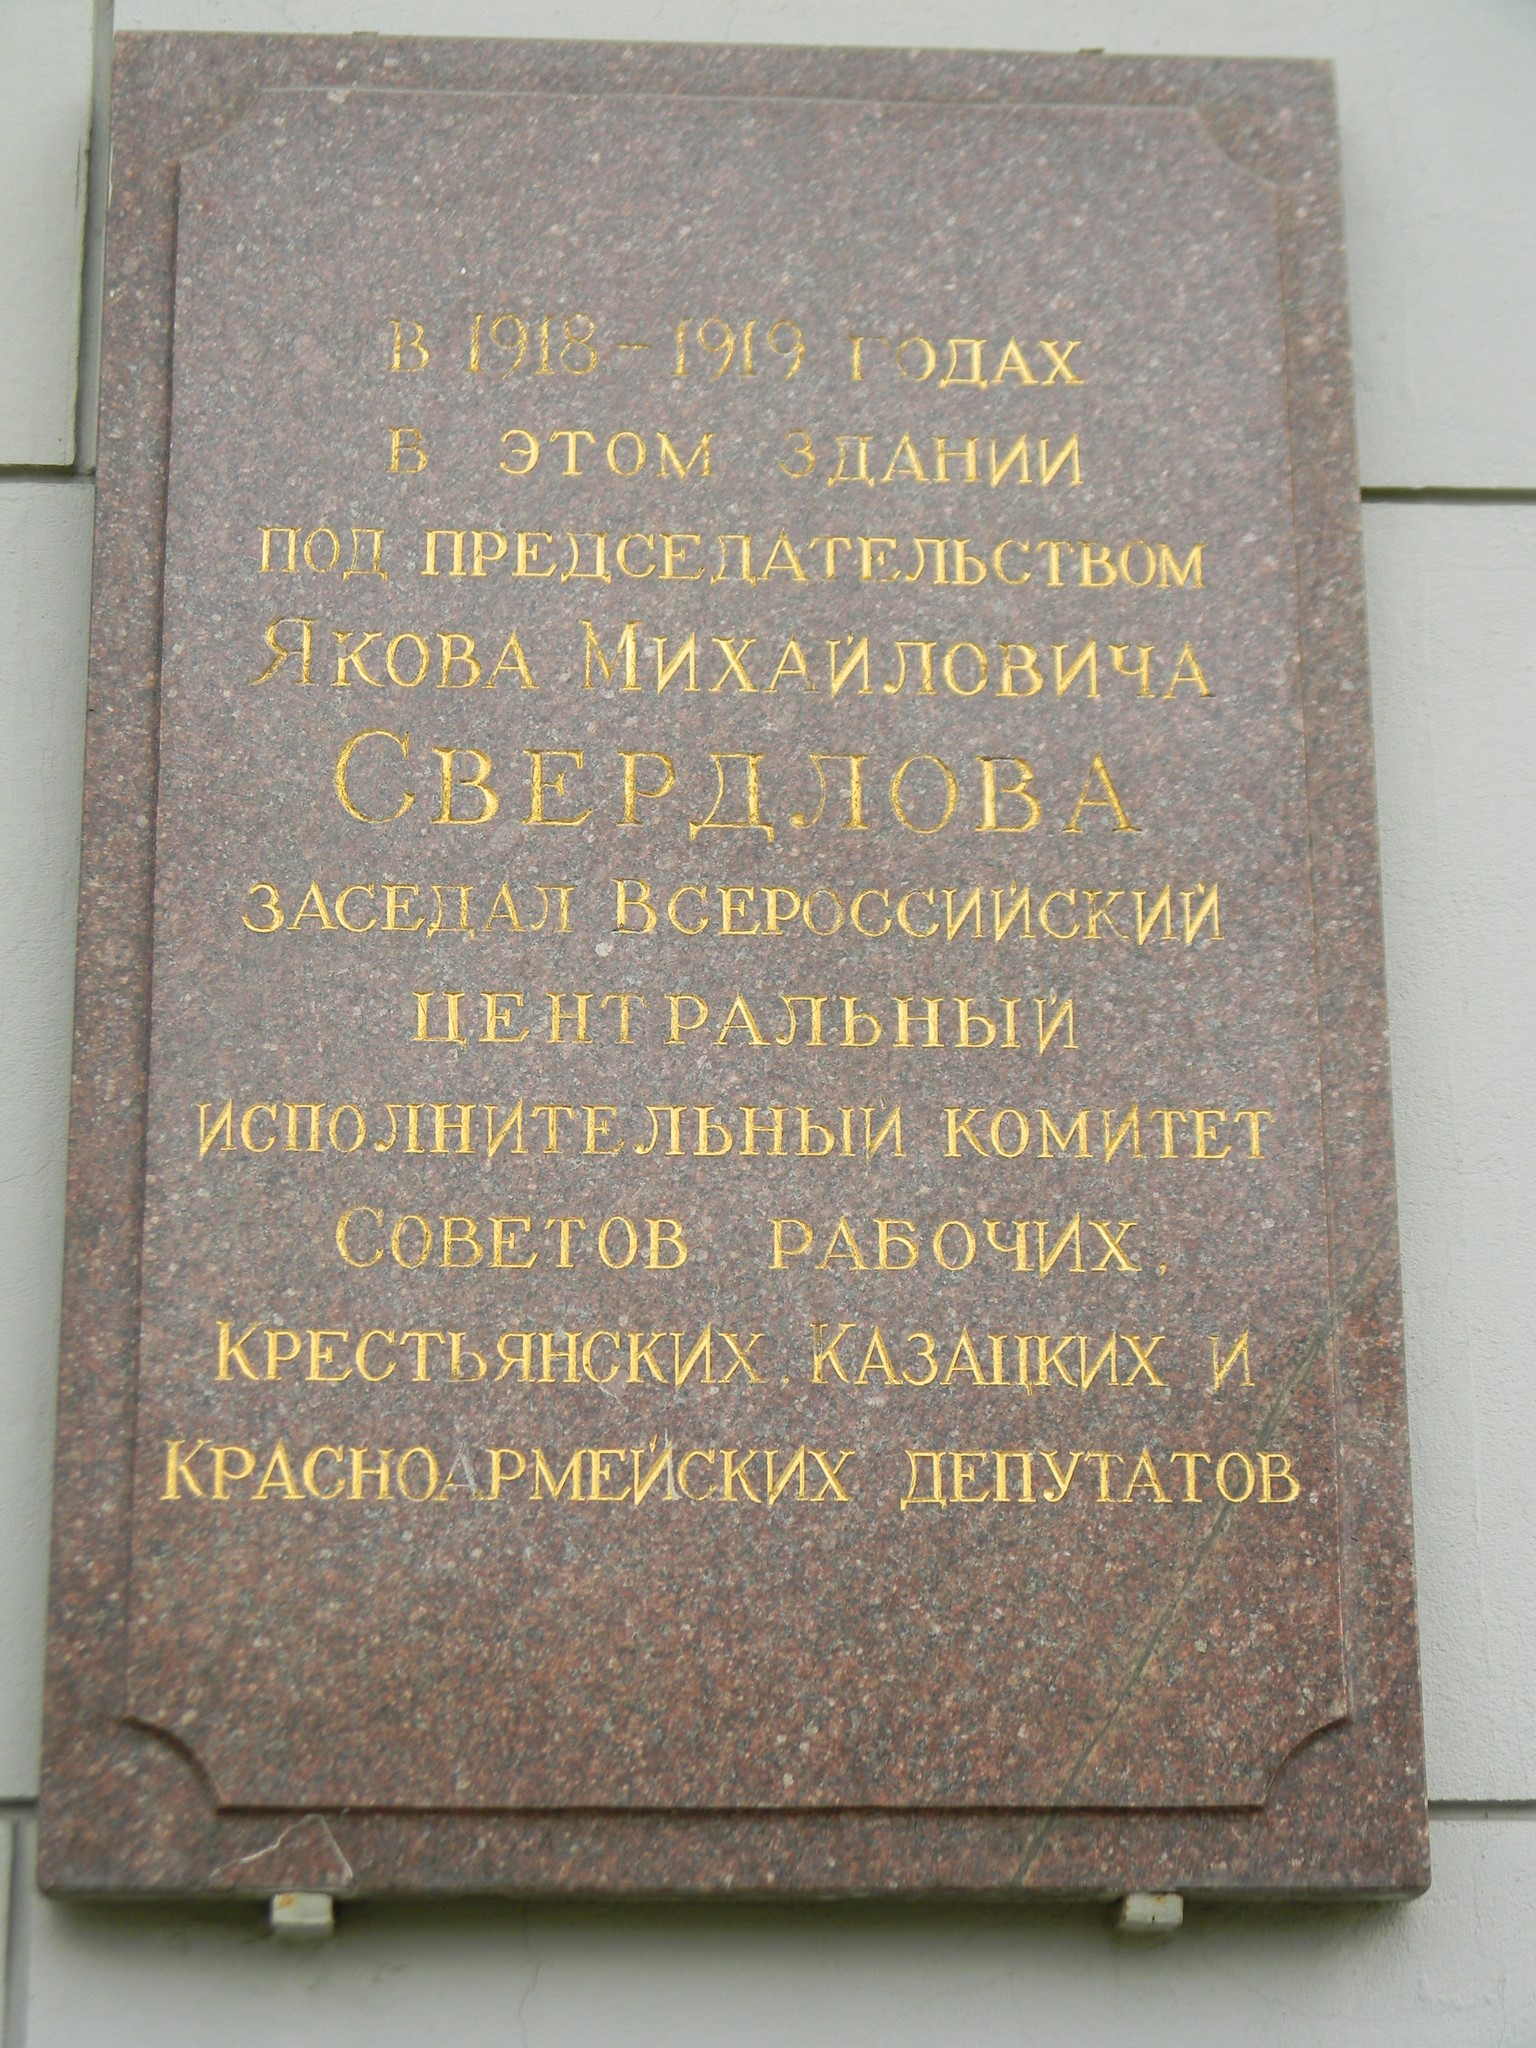 В 1918 – 1919 ГОДАХ
В ЭТОМ ЗДАНИИ
ПОД ПРЕДСЕДАТЕЛЬСТВОМ
ЯКОВА МИХАЙЛОВИЧА
СВЕРДЛОВА
ЗАСЕДАЛ ВСЕРОССИЙСКИЙ
ЦЕНТРАЛЬНЫЙ
ИСПОЛНИТЕЛЬНЫЙ КОМИТЕТ
СОВЕТОВ РАБОЧИХ,
КРЕСТЬЯНСКИХ, КАЗАЦКИХ И
КРАСНОАРМЕЙСКИХ ДЕПУТАТОВ